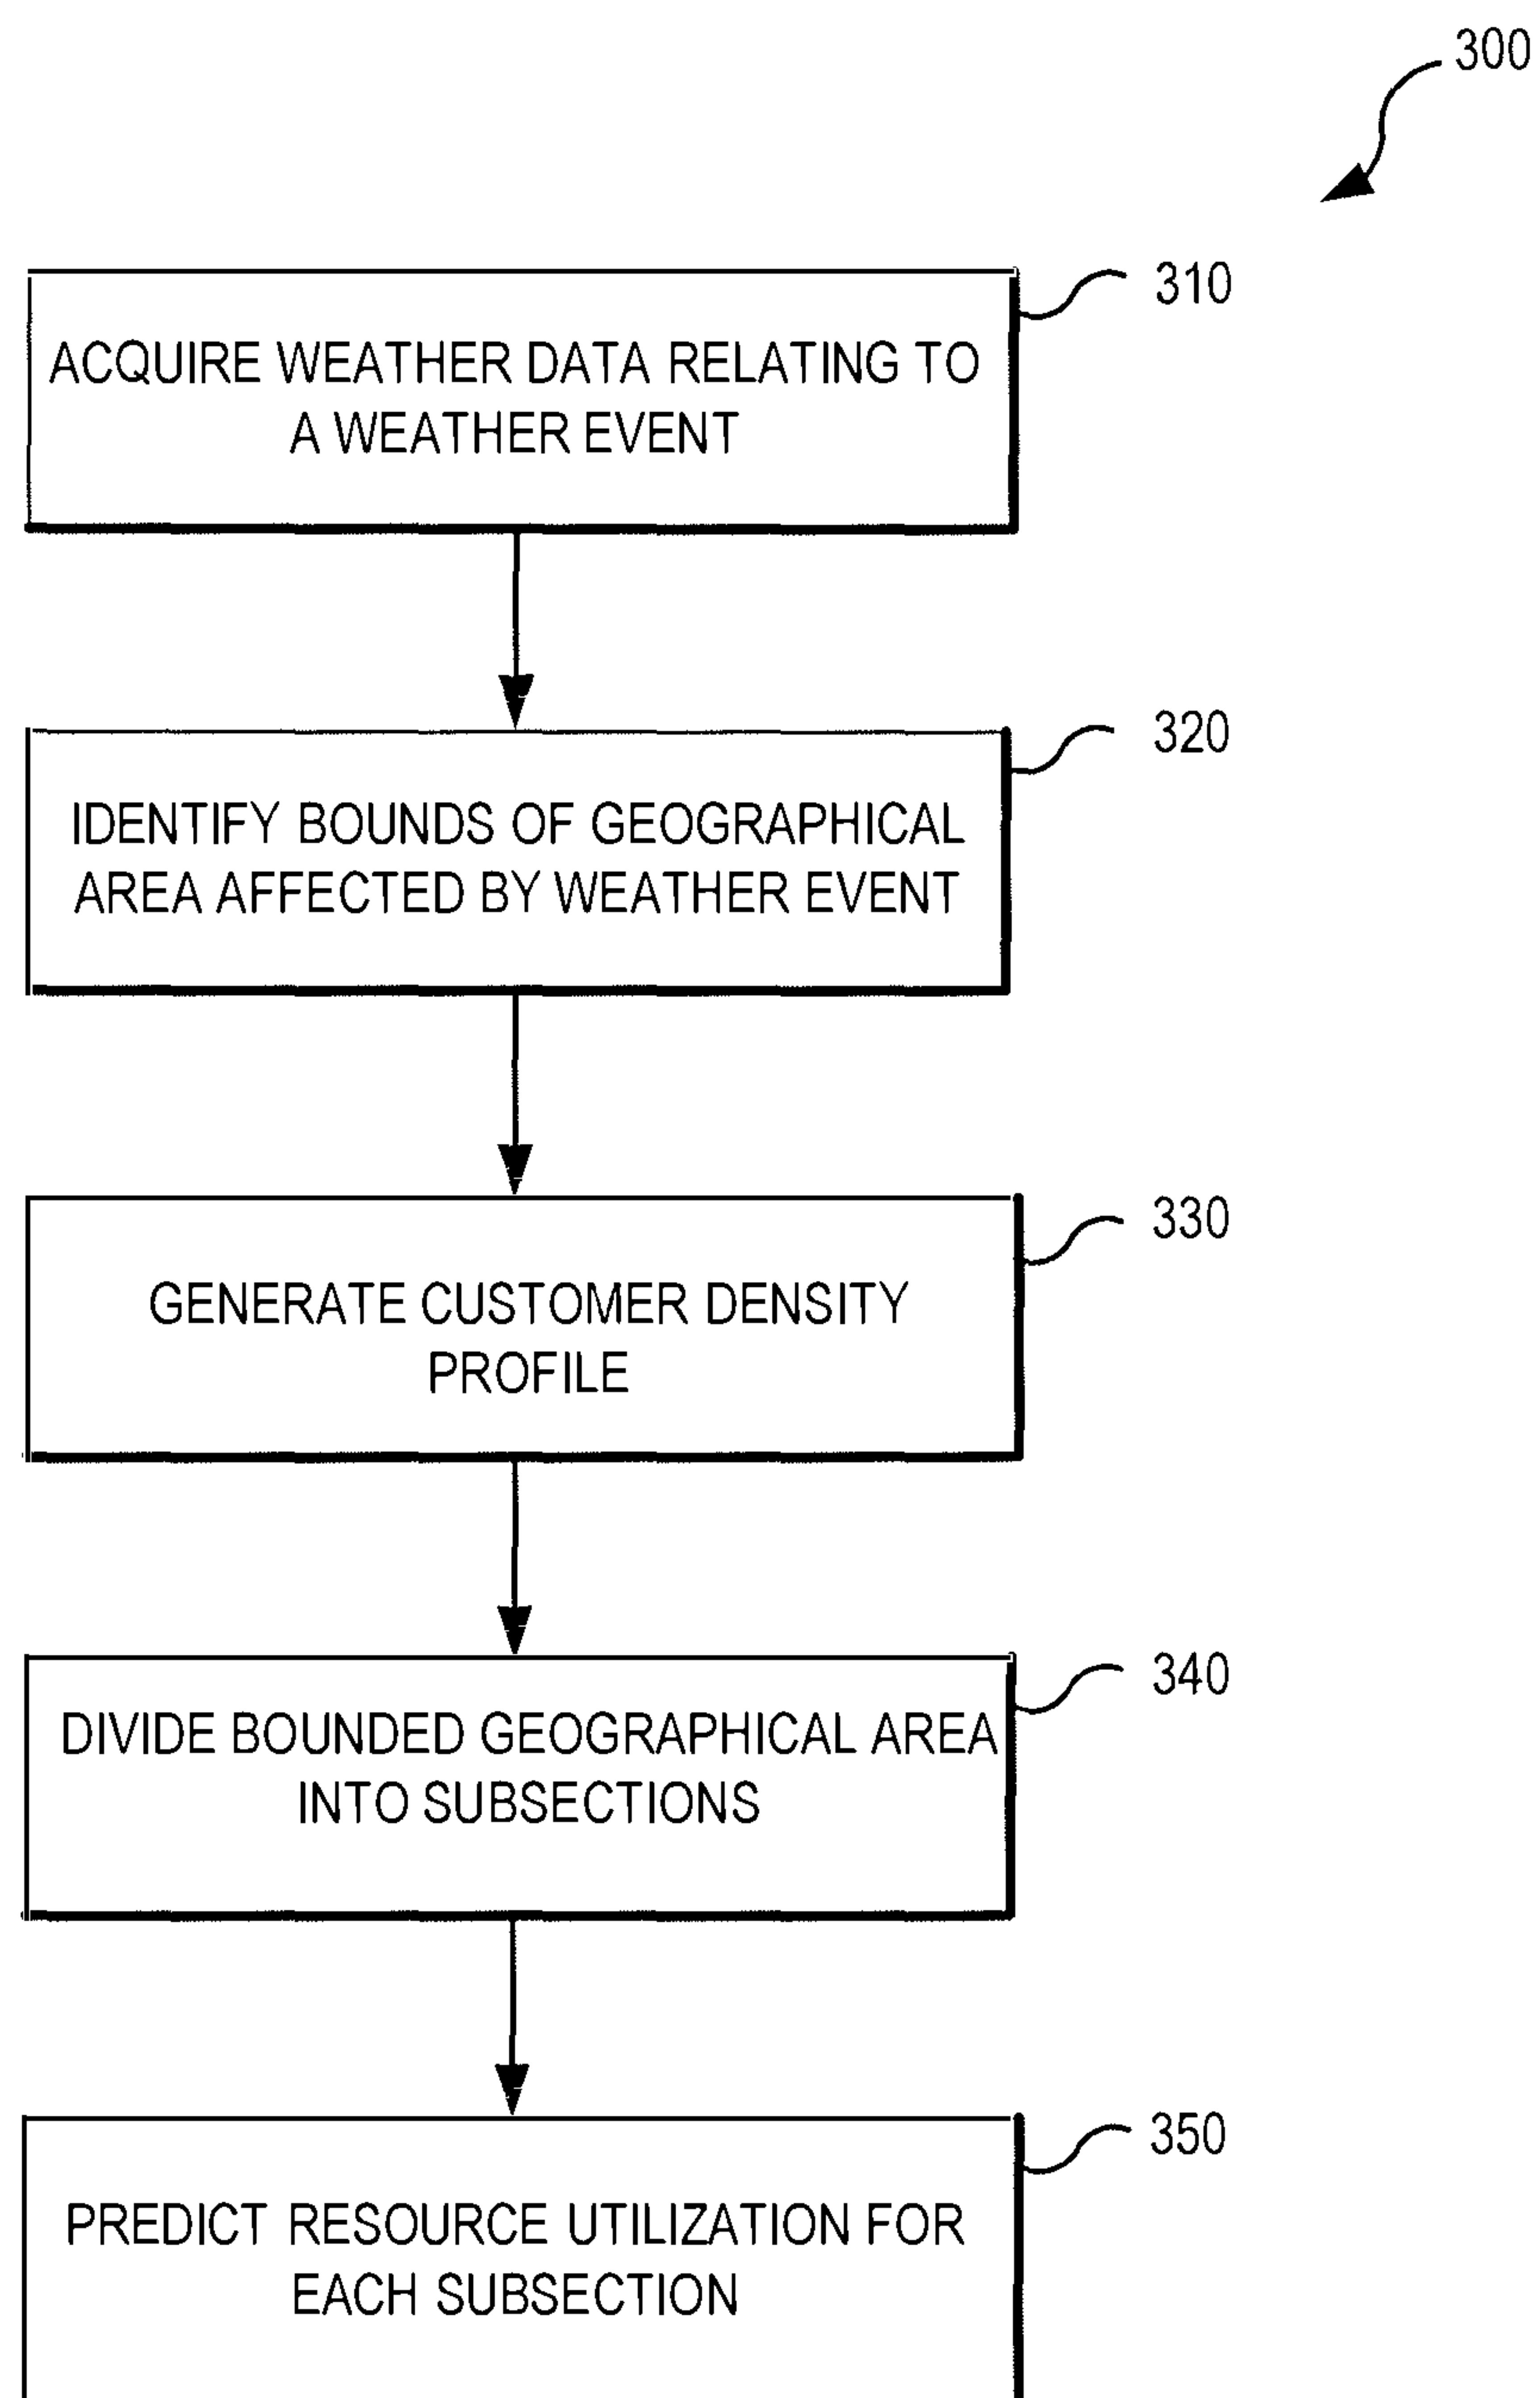 300
310
ACQUIRE WEATHER DATA RELATING TO
A WEATHER EVENT
320
IDENTIFY BOUNDS OF GEOGRAPHICAL
AREA AFFECTED BY WEATHER EVENT
330
GENERATE CUSTOMER DENSITY
PROFILE
340
DIVIDE BOUNDED GEOGRAPHICAL AREA
INTO SUBSECTIONS
350
PREDICT RESOURCE UTILIZATION FOR
EACH SUBSECTION